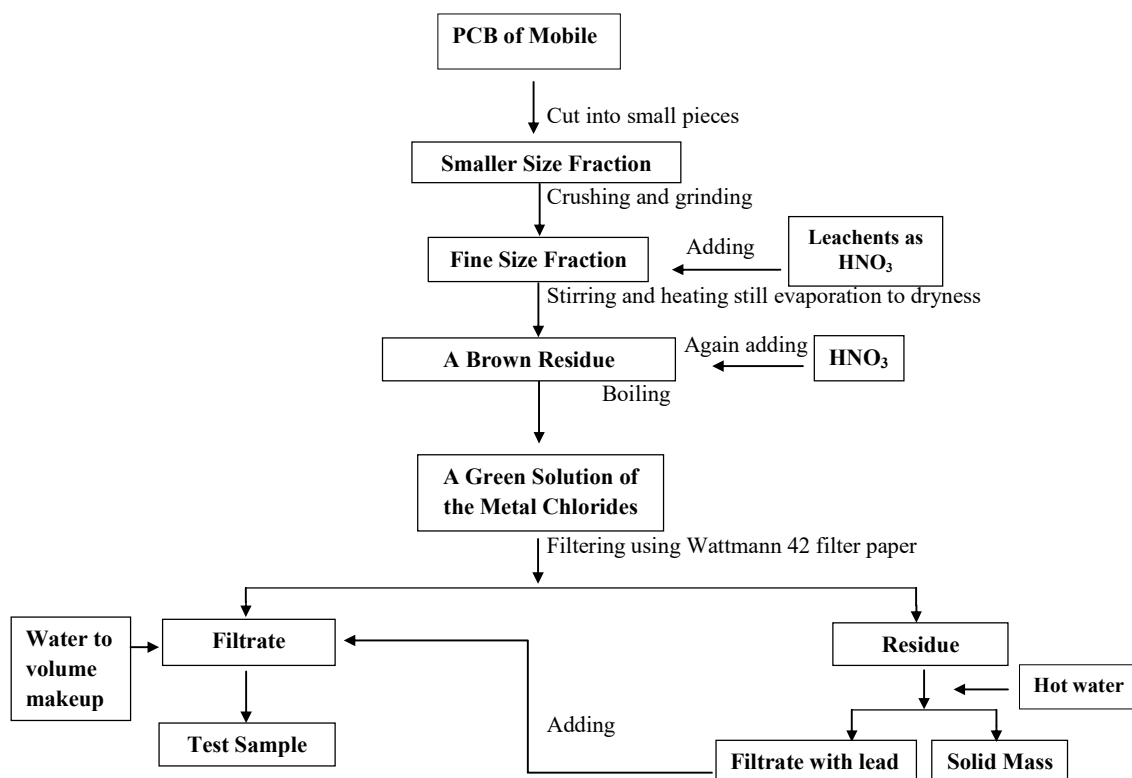 PCB of Mobile
Cut into small pieces
Smaller Size Fraction
Crushing and grinding
Fine Size Fraction
Adding
Leachents as
HNO₃
Stirring and heating still evaporation to dryness
A Brown Residue
Again adding
HNO₃
Boiling
A Green Solution of
the Metal Chlorides
Filtering using Wattmann 42 filter paper
Water to
volume
makeup
Filtrate
Residue
Hot water
Test Sample
Adding
Filtrate with lead
Solid Mass